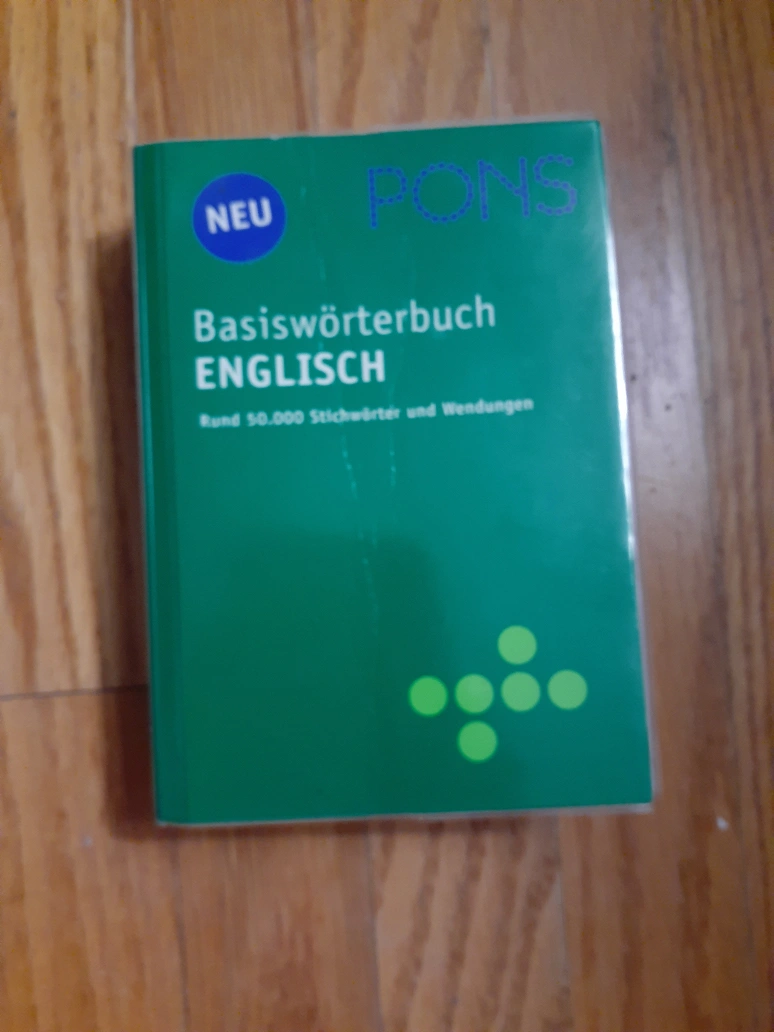 NEU
PONS
Basiswörterbuch
ENGLISCH
Rund 50.000 Stichwörter und Wendungen